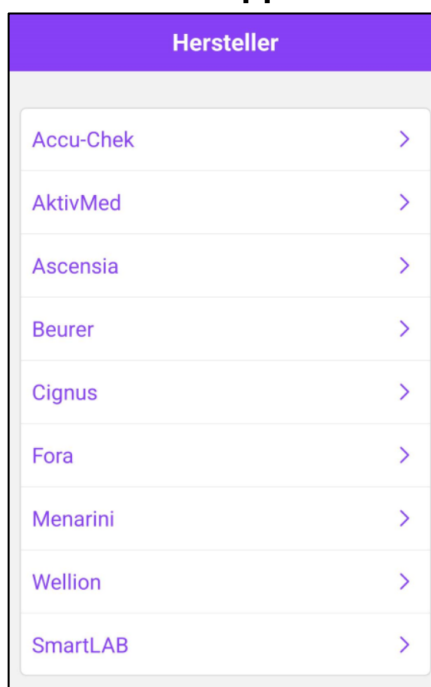 Hersteller
Accu-Chek
AktivMed
Ascensia
Beurer
Cignus
Fora
Menarini
Wellion
SmartLAB